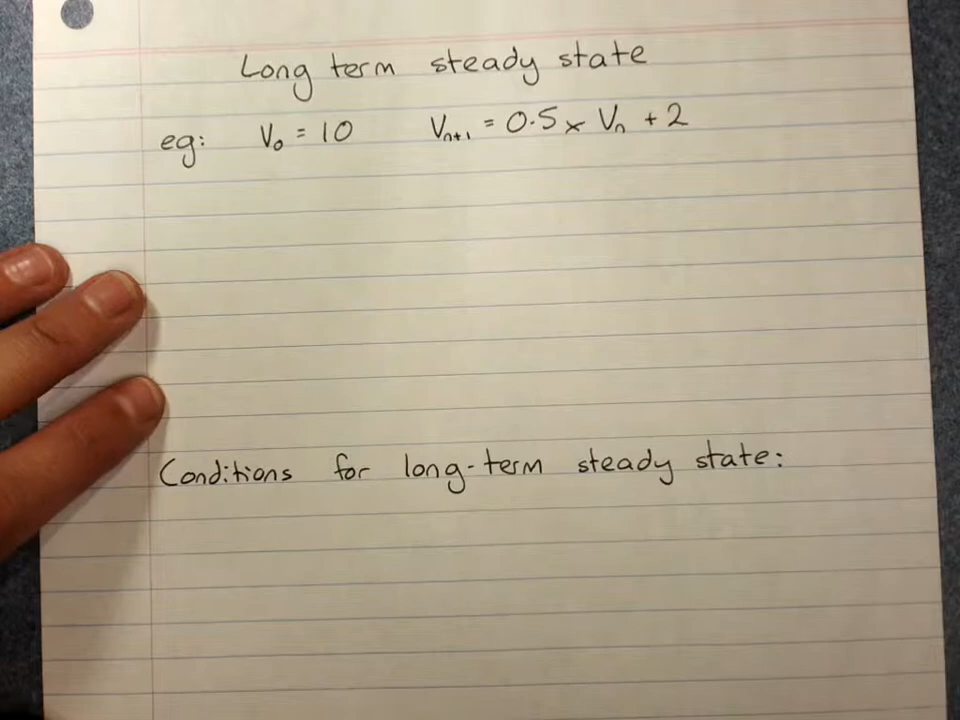 Long term steady state
eg: V₀ = 10 Vₙ₊₁ = 0.5 × Vₙ + 2
Conditions for long-term steady state: